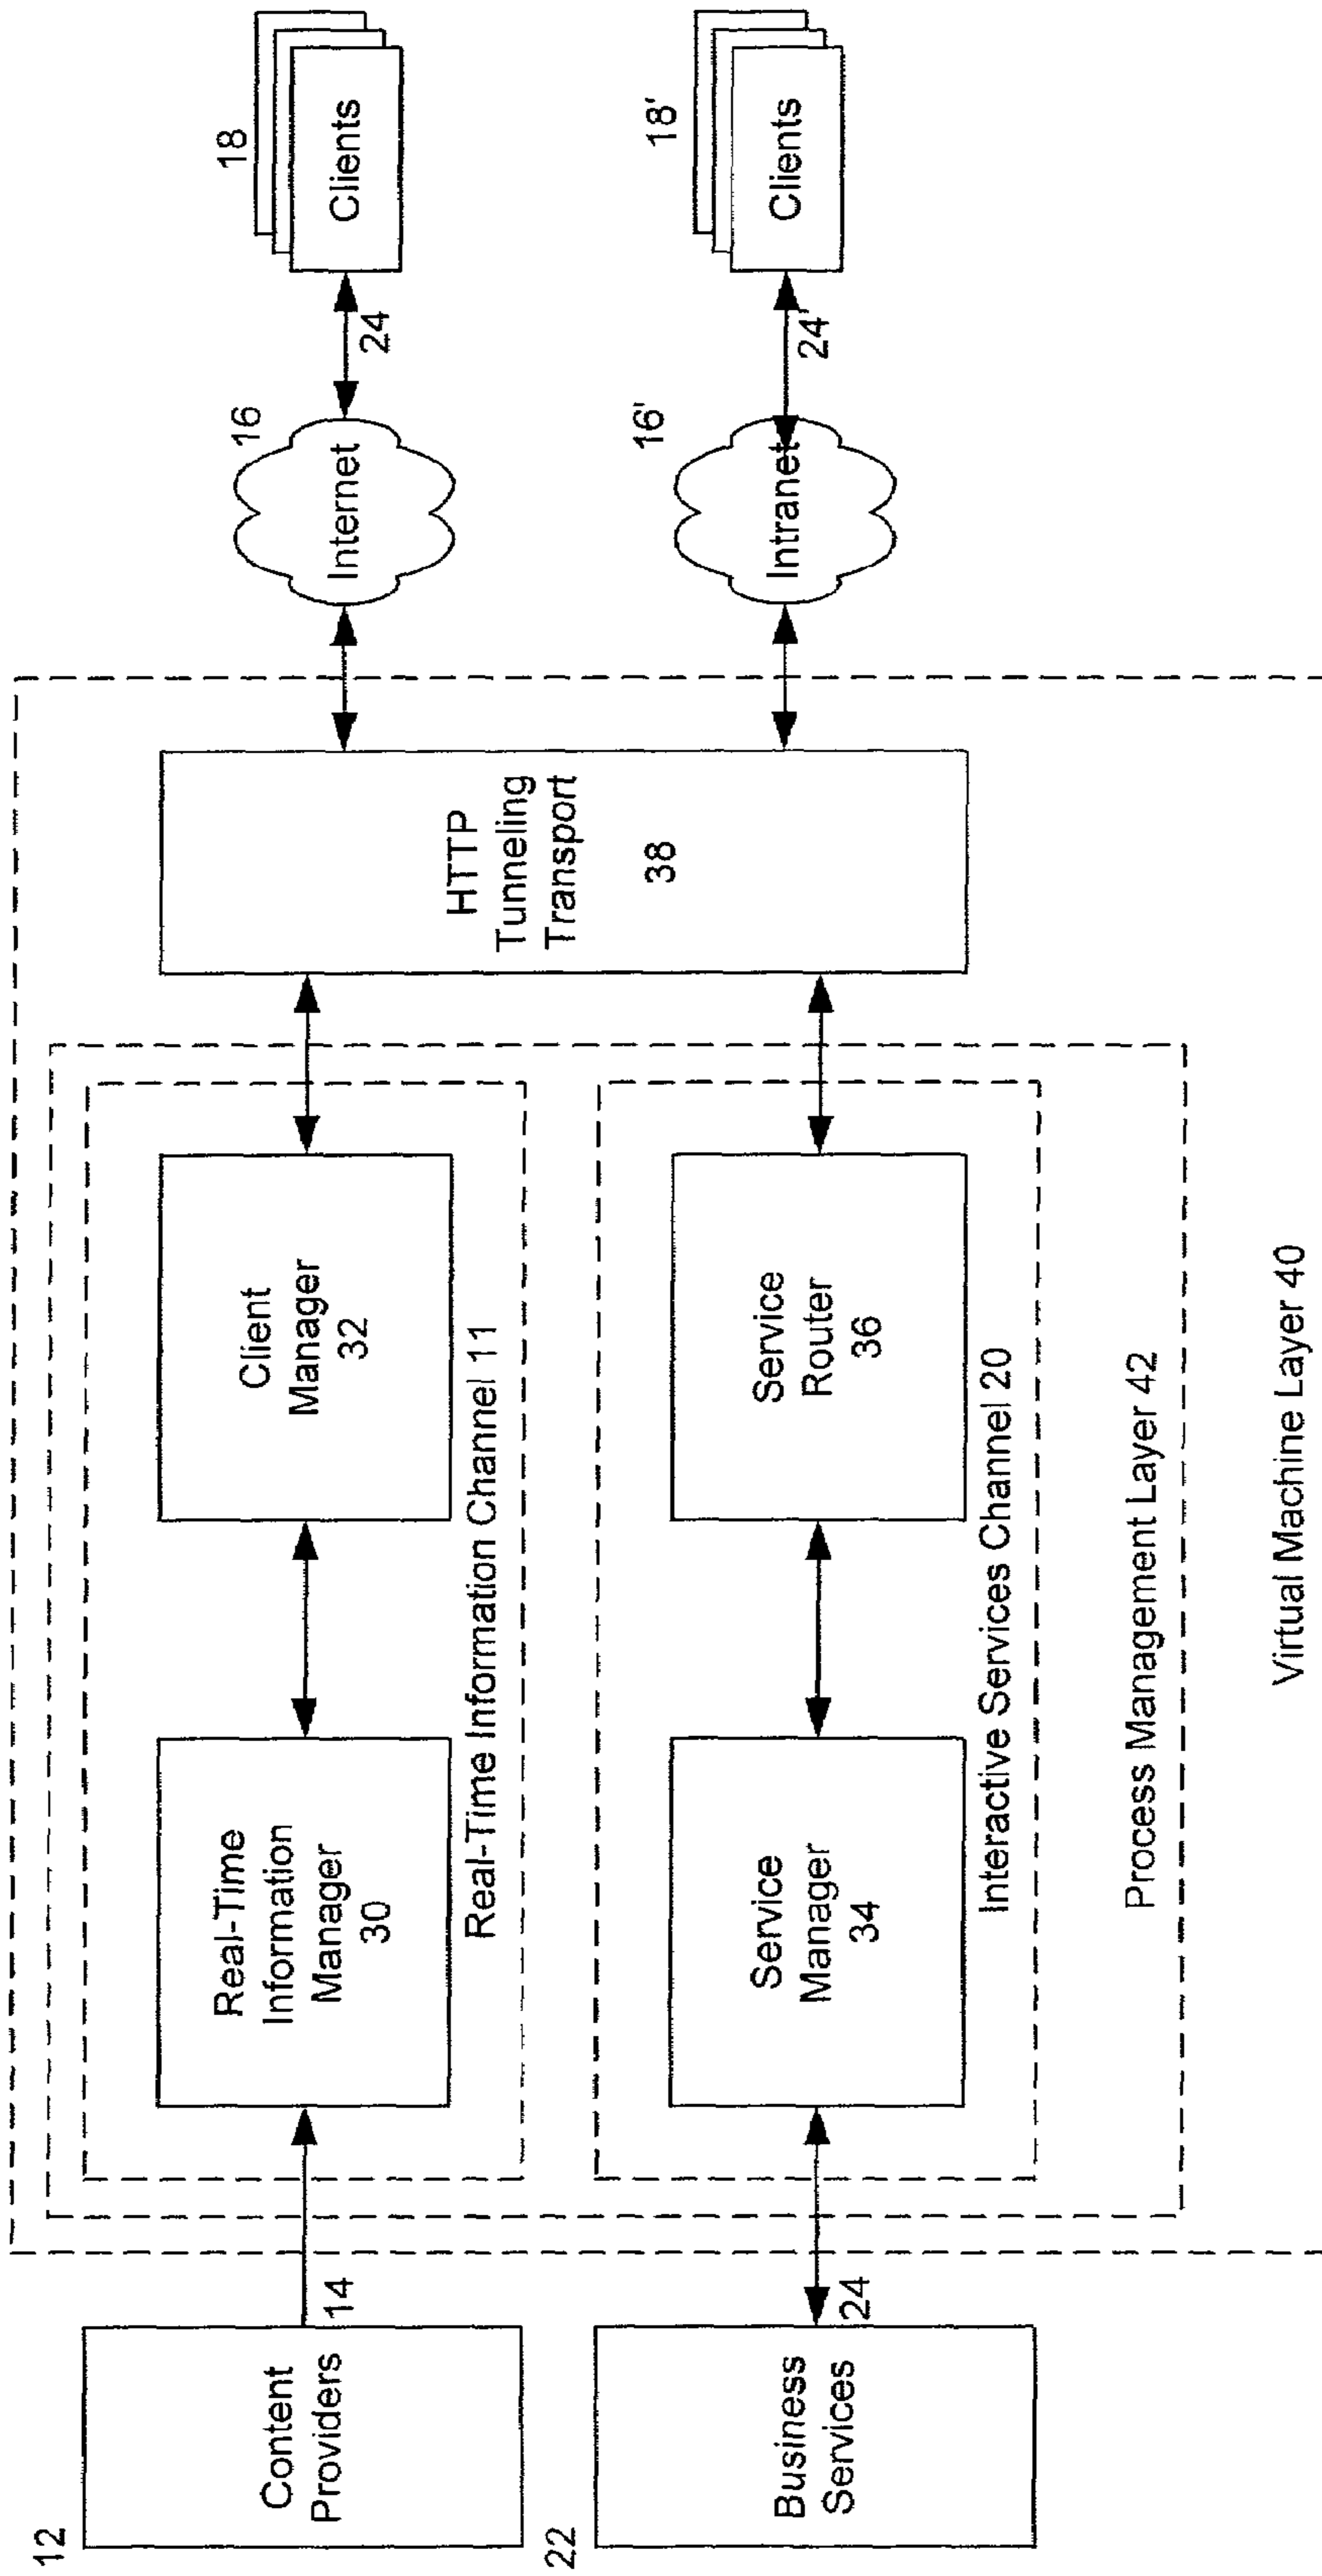 12
Content
Providers
14
Real-Time
Information
Manager
30
Client
Manager
32
Real-Time Information Channel 11
22
Business
Services
24
Service
Manager
34
Service
Router
36
Interactive Services Channel 20
Process Management Layer 42
Virtual Machine Layer 40
HTTP
Tunneling
Transport
38
16
Internet
24
18
Clients
16'
Intranet
24'
18'
Clients